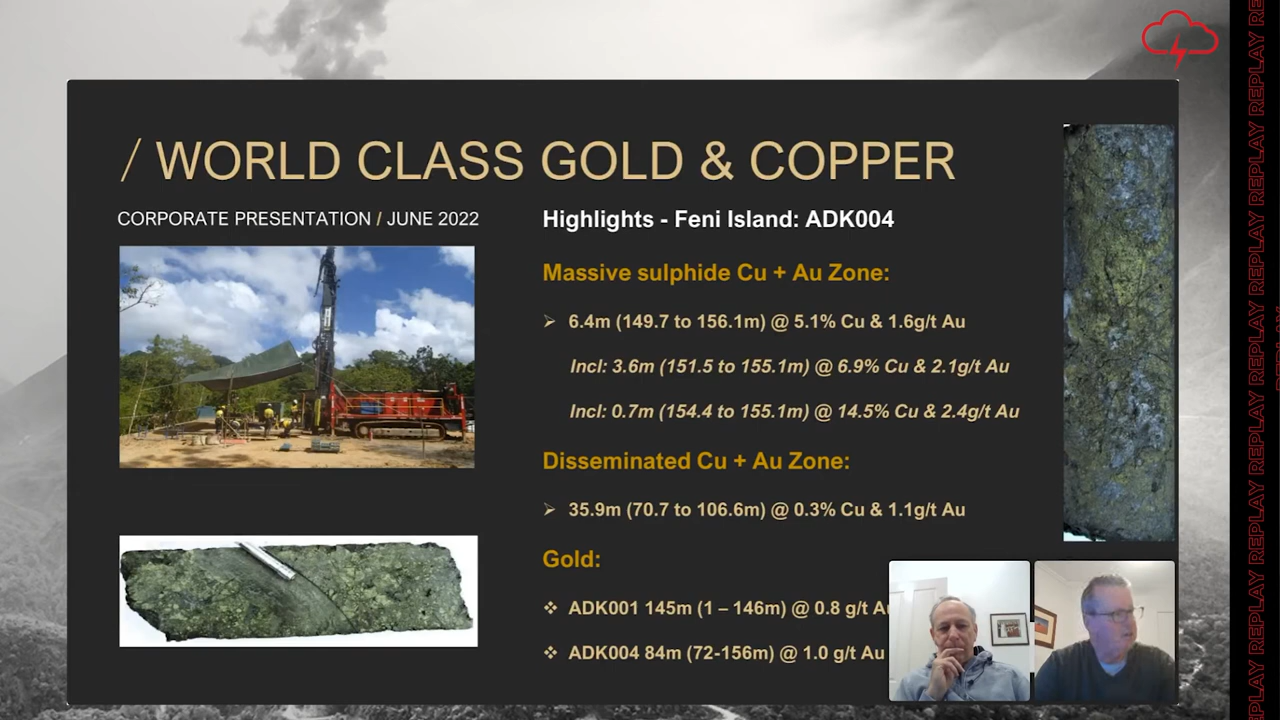 / WORLD CLASS GOLD & COPPER
CORPORATE PRESENTATION / JUNE 2022
Highlights - Feni Island: ADK004
Massive sulphide Cu + Au Zone:
➢ 6.4m (149.7 to 156.1m) @ 5.1% Cu & 1.6g/t Au
Incl: 3.6m (151.5 to 155.1m) @ 6.9% Cu & 2.1g/t Au
Incl: 0.7m (154.4 to 155.1m) @ 14.5% Cu & 2.4g/t Au
Disseminated Cu + Au Zone:
➢ 35.9m (70.7 to 106.6m) @ 0.3% Cu & 1.1g/t Au
Gold:
❖ ADK001 145m (1 – 146m) @ 0.8 g/t Au
❖ ADK004 84m (72-156m) @ 1.0 g/t Au
REPLAY REPLAY REPLAY REPLAY REPLAY REPLAY REPLAY REPLAY REPLAY